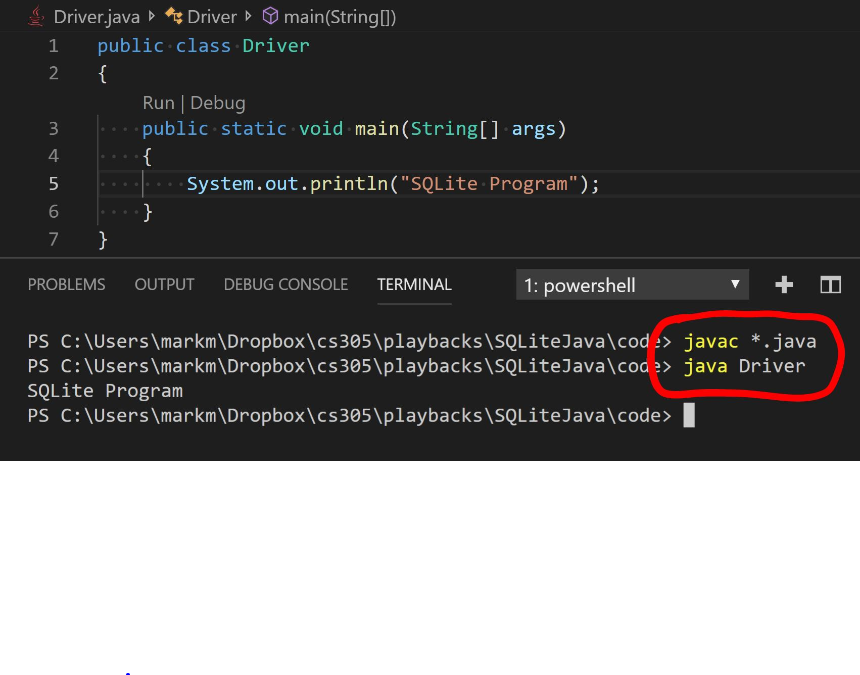 Driver.java Driver main(String[])
1 public class Driver
2 {
Run | Debug
3 public static void main(String[] args)
4 {
5 System.out.println("SQLite Program");
6 }
7 }
PROBLEMS OUTPUT DEBUG CONSOLE TERMINAL 1: powershell
PS C:\Users\markm\Dropbox\cs305\playbacks\SQLiteJava\code> javac *.java
PS C:\Users\markm\Dropbox\cs305\playbacks\SQLiteJava\code> java Driver
SQLite Program
PS C:\Users\markm\Dropbox\cs305\playbacks\SQLiteJava\code>